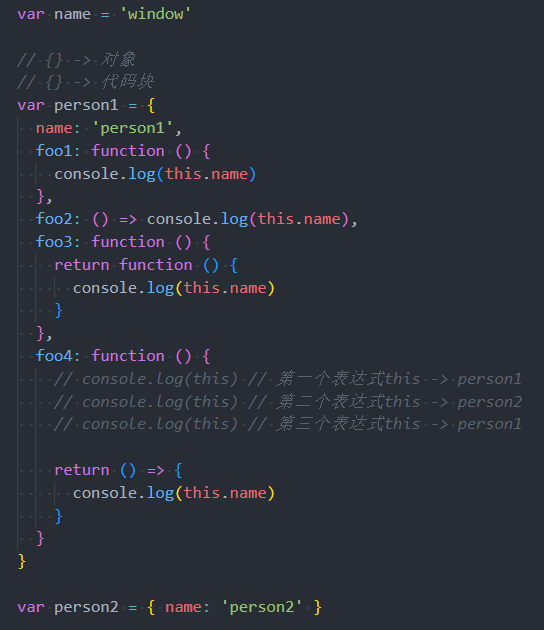 var name = 'window'
// {} -> 对象
// {} -> 代码块
var person1 = {
name: 'person1',
foo1: function () {
console.log(this.name)
},
foo2: () => console.log(this.name),
foo3: function () {
return function () {
console.log(this.name)
}
},
foo4: function () {
// console.log(this) // 第一个表达式this -> person1
// console.log(this) // 第二个表达式this -> person2
// console.log(this) // 第三个表达式this -> person1
return () => {
console.log(this.name)
}
}
}
var person2 = { name: 'person2' }